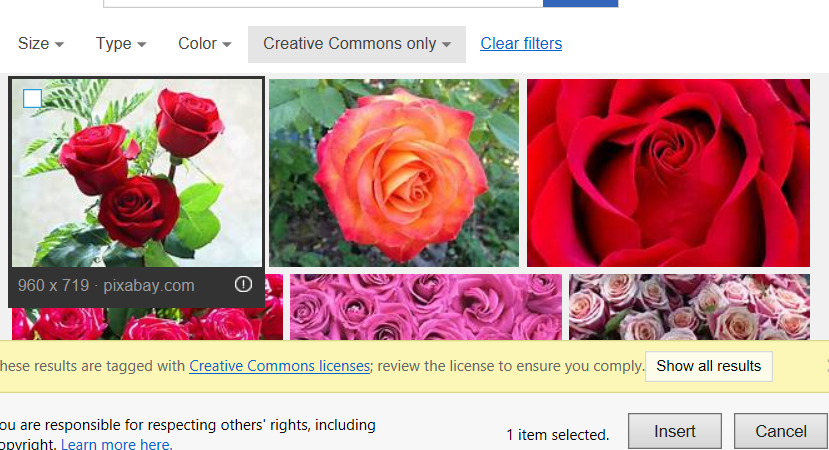 Size Type Color Creative Commons only Clear filters
960 x 719 · pixabay.com
hese results are tagged with Creative Commons licenses; review the license to ensure you comply. Show all results
ou are responsible for respecting others' rights, including
opyright. Learn more here.
1 item selected. Insert Cancel